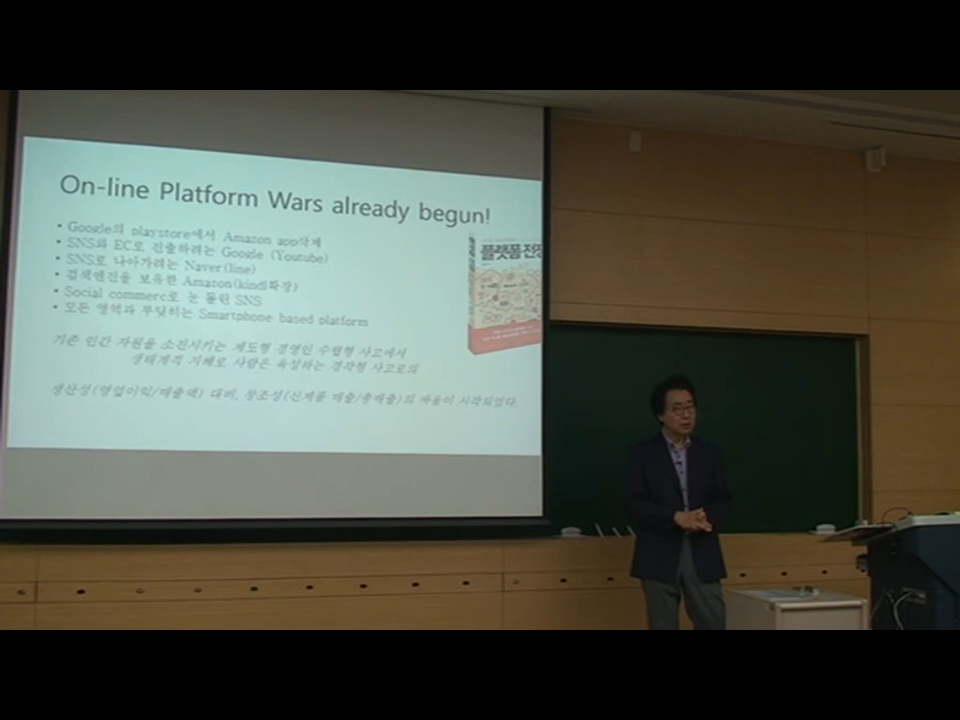 On-line Platform Wars already begun!
• Google의 playstore에서 Amazon app삭제
• SNS와 EC로 진출하려는 Google (Youtube)
• SNS로 나아가려는 Naver(line)
• 검색엔진을 보유한 Amazon(kindl확장)
• Social commerc로 눈 돌린 SNS
• 모든 영역과 부딪히는 Smartphone based platform
기존 인간 자원을 소진시키는 제도형 경영인 수렵형 사고에서
생태계적 지혜로 사람은 육성하는 경작형 사고로의
생산성(영업이익/매출액) 대비, 창조성(신제품 매출/총매출)의 싸움이 시작되었다.
플랫폼 전쟁